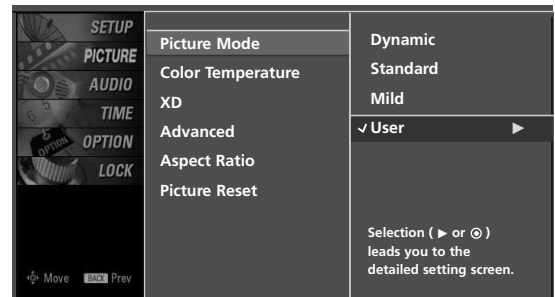 SETUP
PICTURE
AUDIO
TIME
OPTION
LOCK
Move BACK Prev
Picture Mode
Color Temperature
XD
Advanced
Aspect Ratio
Picture Reset
Dynamic
Standard
Mild
✓ User ▶
Selection ( ▶ or ◉ )
leads you to the
detailed setting screen.